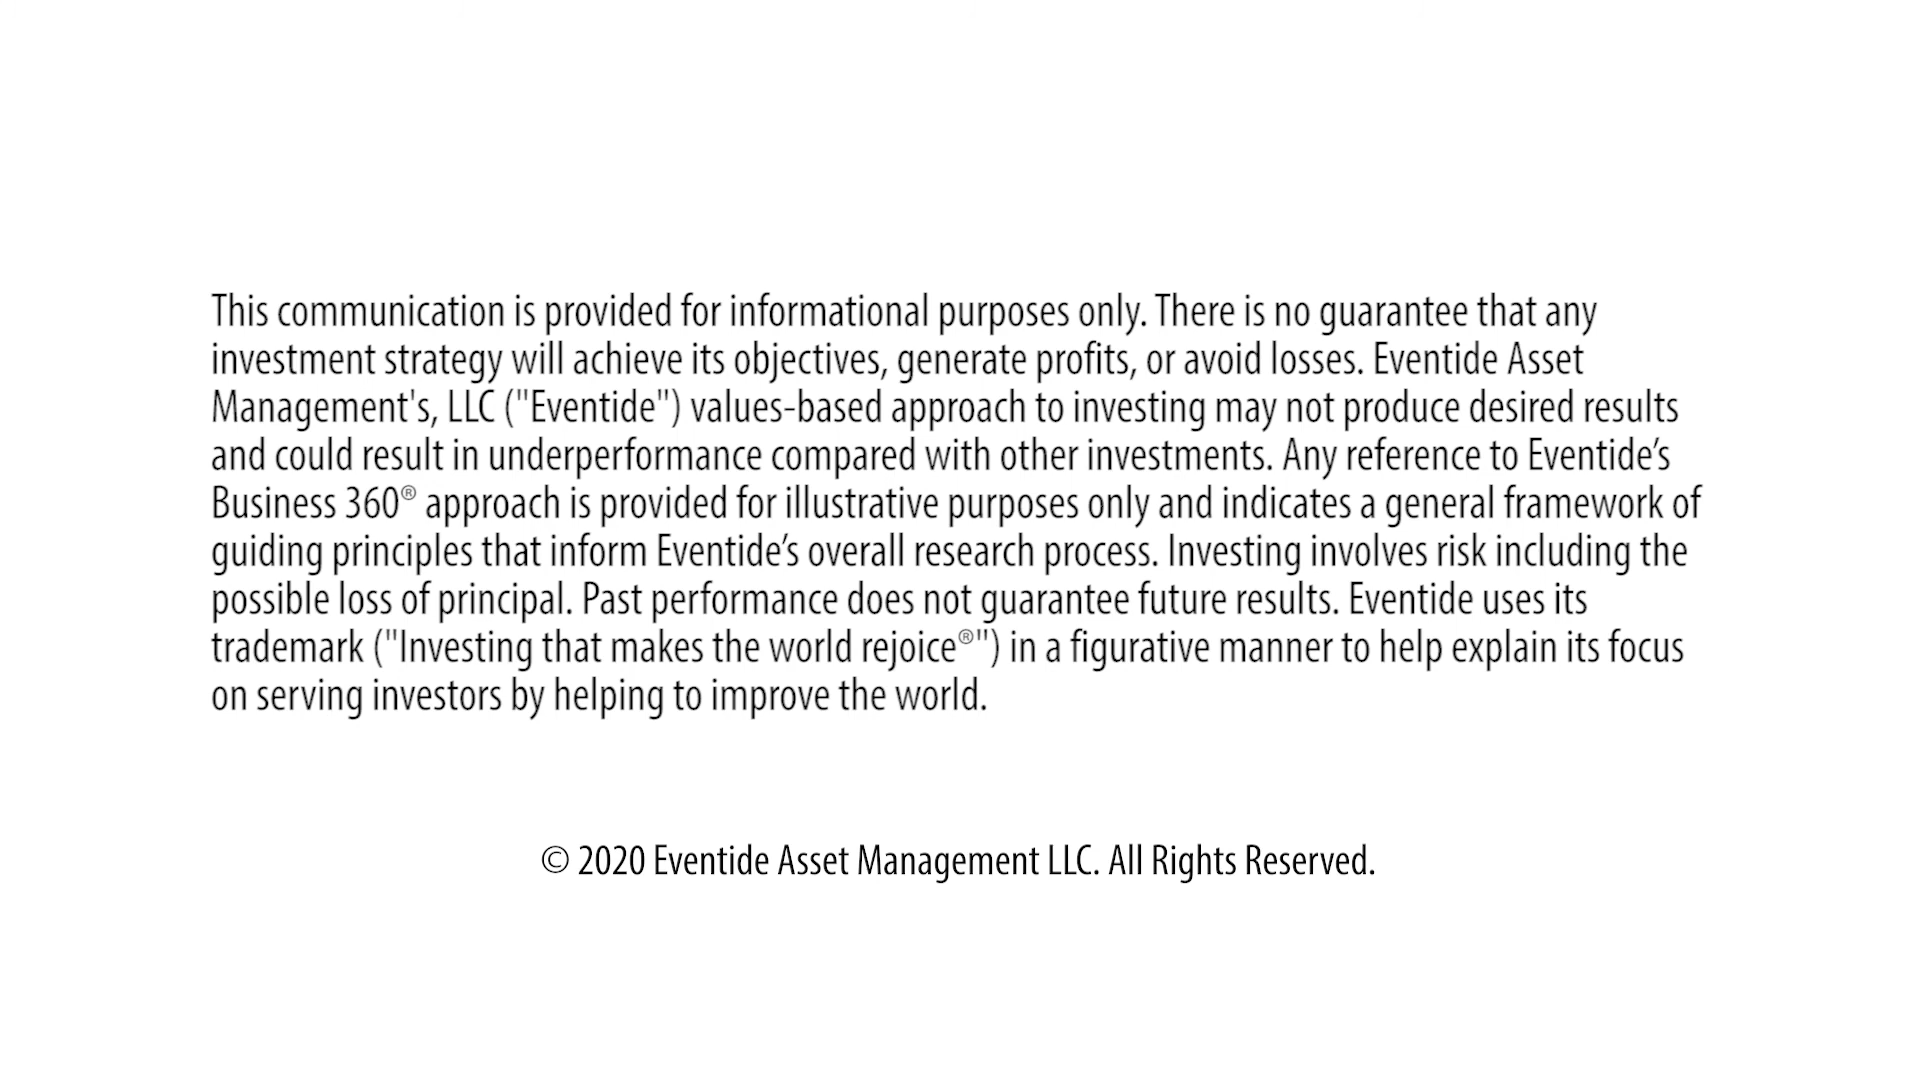 This communication is provided for informational purposes only. There is no guarantee that any
investment strategy will achieve its objectives, generate profits, or avoid losses. Eventide Asset
Management's, LLC ("Eventide") values-based approach to investing may not produce desired results
and could result in underperformance compared with other investments. Any reference to Eventide’s
Business 360® approach is provided for illustrative purposes only and indicates a general framework of
guiding principles that inform Eventide’s overall research process. Investing involves risk including the
possible loss of principal. Past performance does not guarantee future results. Eventide uses its
trademark ("Investing that makes the world rejoice®") in a figurative manner to help explain its focus
on serving investors by helping to improve the world.
© 2020 Eventide Asset Management LLC. All Rights Reserved.